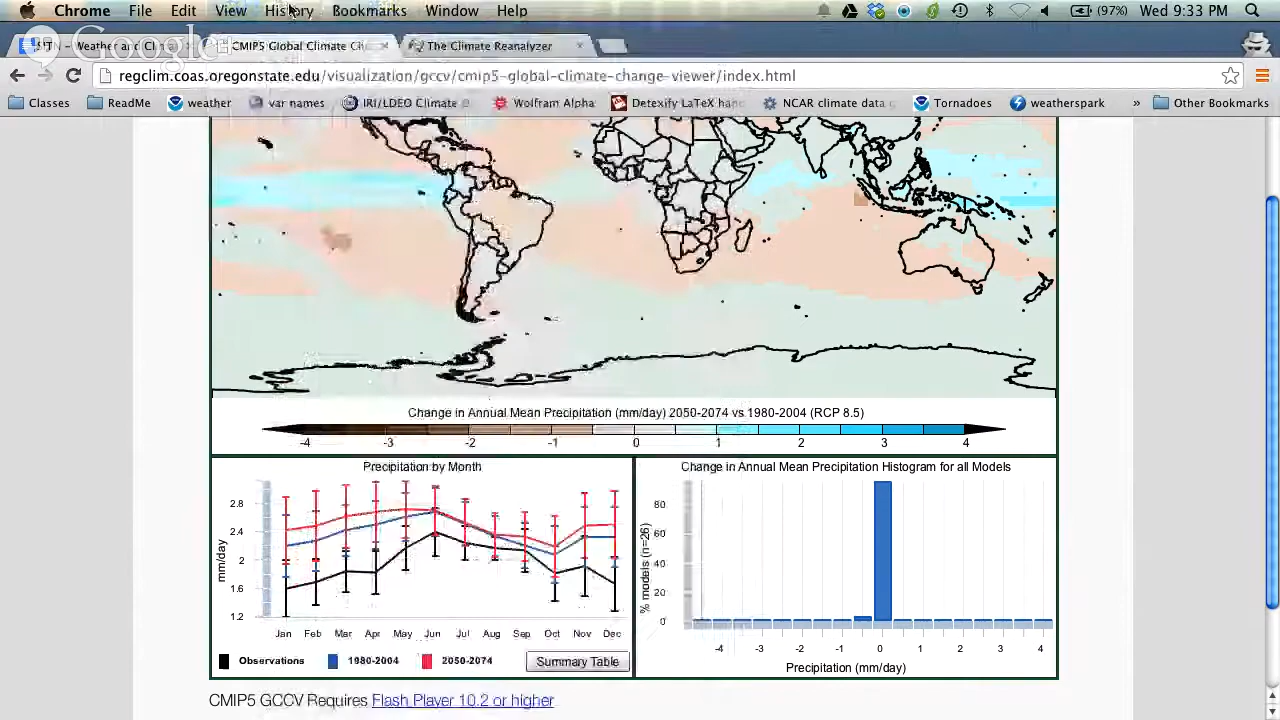 Chrome File Edit View History Bookmarks Window Help (97%) Wed 9:33 PM
Google
CMIP5 Global Climate Ch The Climate Reanalyzer
regclim.coas.oregonstate.edu/visualization/gccv/cmip5-global-climate-change-viewer/index.html
Classes ReadMe weather var names IRI/LDEO Climate Wolfram Alpha Detexify LaTeX han NCAR climate data Tornadoes weatherspark » Other Bookmarks
Change in Annual Mean Precipitation (mm/day) 2050-2074 vs 1980-2004 (RCP 8.5)
-4 -3 -2 -1 0 1 2 3 4
Precipitation by Month
mm/day
2.8
2.4
2
1.6
1.2
Jan Feb Mar Apr May Jun Jul Aug Sep Oct Nov Dec
Observations 1980-2004 2050-2074 Summary Table
Change in Annual Mean Precipitation Histogram for all Models
% models (n=26)
80
60
40
20
0
-4 -3 -2 -1 0 1 2 3 4
Precipitation (mm/day)
CMIP5 GCCV Requires Flash Player 10.2 or higher